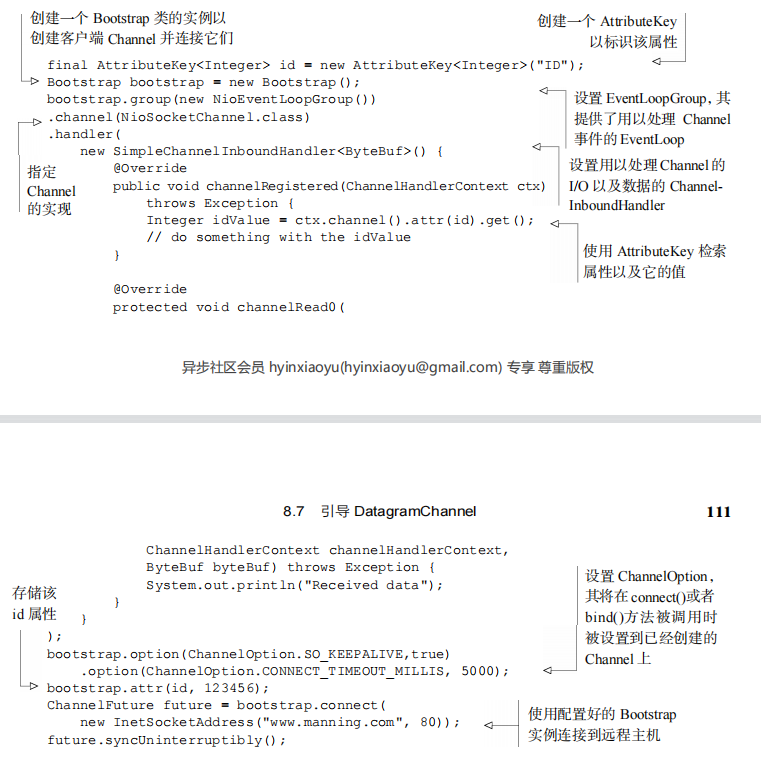 创建一个 Bootstrap 类的实例以
创建客户端 Channel 并连接它们
创建一个 AttributeKey
以标识该属性
final AttributeKey<Integer> id = new AttributeKey<Integer>("ID");
Bootstrap bootstrap = new Bootstrap();
bootstrap.group(new NioEventLoopGroup())
.channel(NioSocketChannel.class)
.handler(
new SimpleChannelInboundHandler<ByteBuf>() {
@Override
public void channelRegistered(ChannelHandlerContext ctx)
throws Exception {
Integer idValue = ctx.channel().attr(id).get();
// do something with the idValue
}
@Override
protected void channelRead0(
设置 EventLoopGroup，其
提供了用以处理 Channel
事件的 EventLoop
设置用以处理 Channel 的
I/O 以及数据的 Channel-
InboundHandler
指定
Channel
的实现
使用 AttributeKey 检索
属性以及它的值
异步社区会员 hyinxiaoyu(hyinxiaoyu@gmail.com) 专享 尊重版权
8.7 引导 DatagramChannel
111
ChannelHandlerContext channelHandlerContext,
ByteBuf byteBuf) throws Exception {
System.out.println("Received data");
}
}
);
bootstrap.option(ChannelOption.SO_KEEPALIVE,true)
.option(ChannelOption.CONNECT_TIMEOUT_MILLIS, 5000);
bootstrap.attr(id, 123456);
ChannelFuture future = bootstrap.connect(
new InetSocketAddress("www.manning.com", 80));
future.syncUninterruptibly();
存储该
id 属性
设置 ChannelOption，
其将在 connect()或者
bind()方法被调用时
被设置到已经创建的
Channel 上
使用配置好的 Bootstrap
实例连接到远程主机